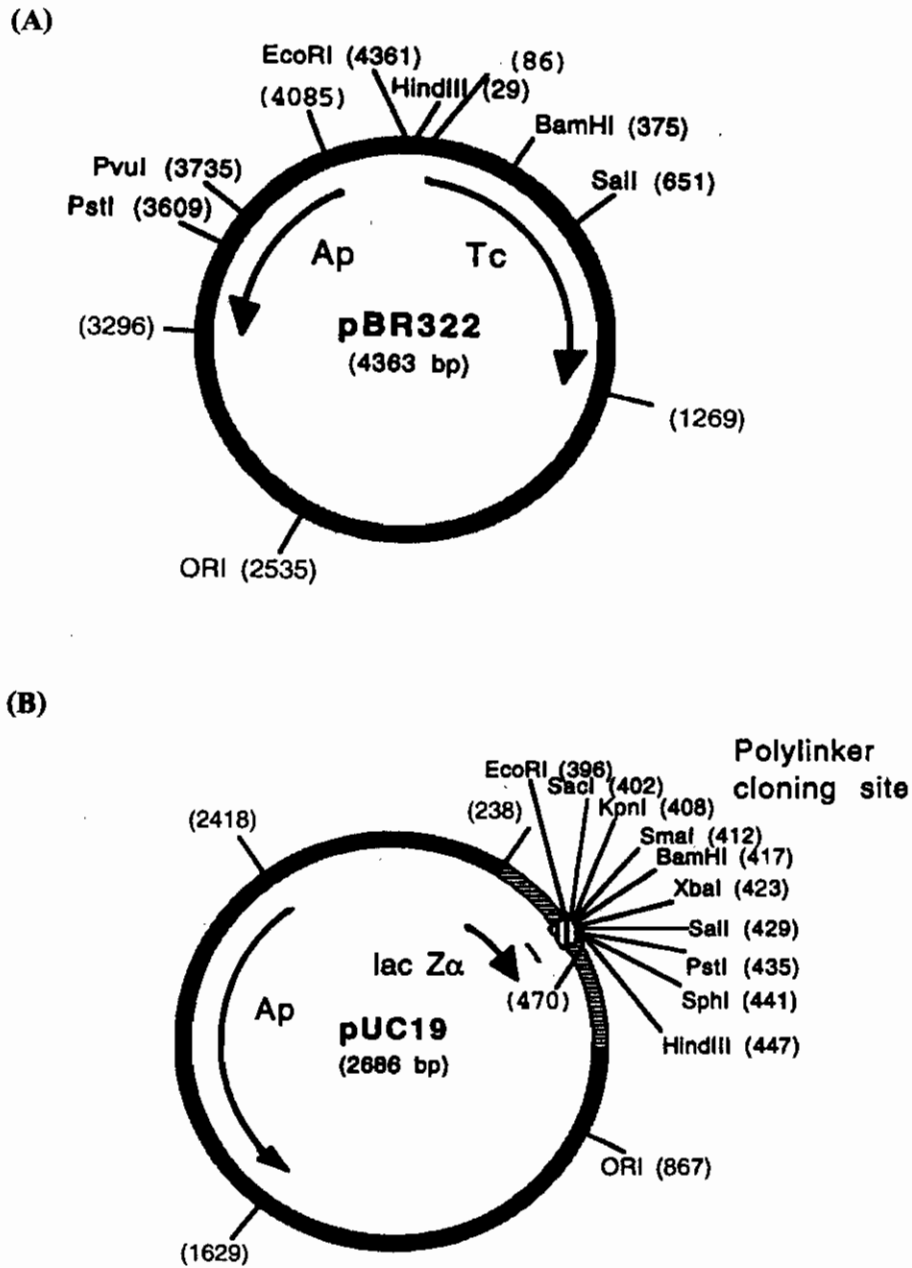 (A)
EcoRI (4361)
(86)
HindIII (29)
(4085)
BamHI (375)
PvuI (3735)
SalI (651)
PstI (3609)
Ap
Tc
(3296)
pBR322
(4363 bp)
(1269)
ORI (2535)
(B)
Polylinker
cloning site
EcoRI (396)
SacI (402)
(238)
KpnI (408)
(2418)
SmaI (412)
BamHI (417)
XbaI (423)
SalI (429)
lac Zα
PstI (435)
(470)
SphI (441)
Ap
pUC19
HindIII (447)
(2686 bp)
ORI (867)
(1629)